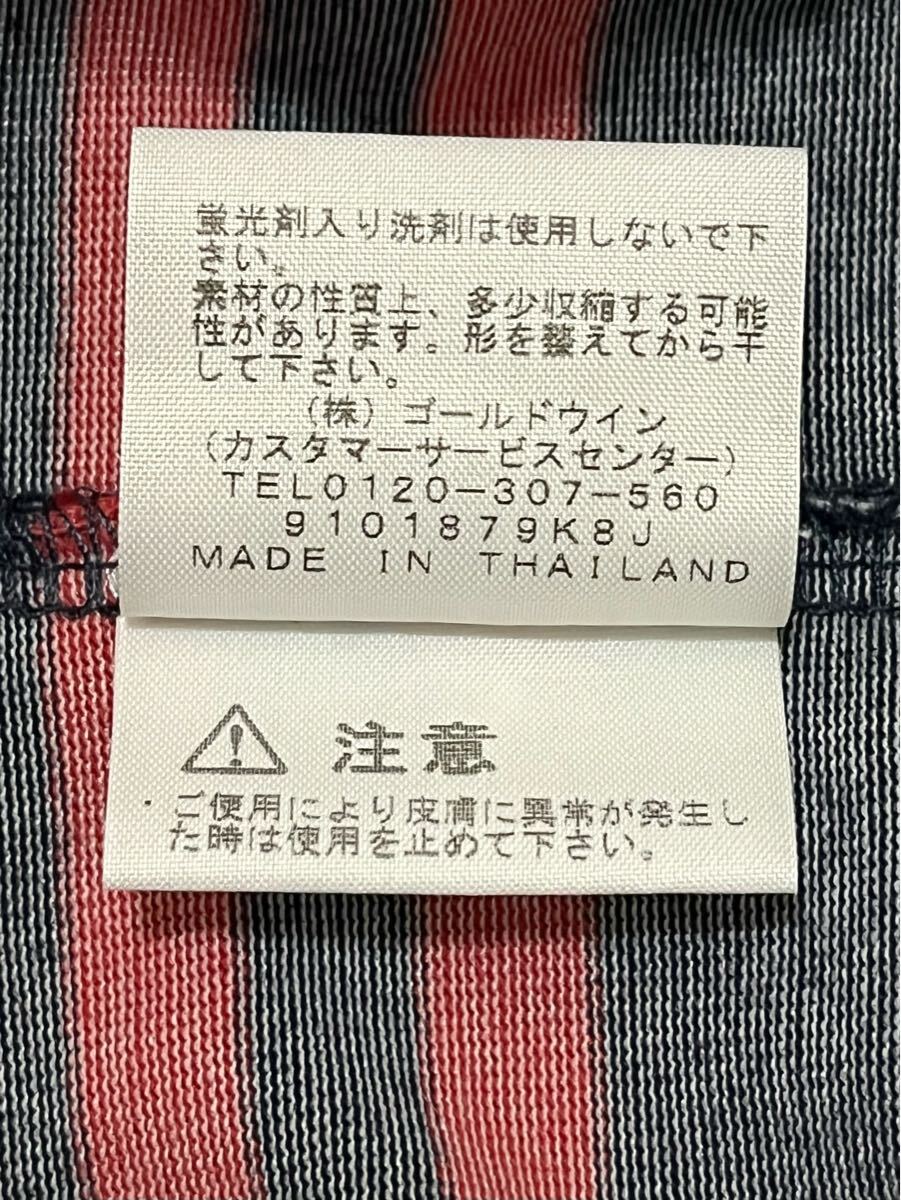 蛍光剤入り洗剤は使用しないで下
さい。
素材の性質上、多少収縮する可能
性があります。形を整えてから干
して下さい。
(株) ゴールドウイン
(カスタマーサービスセンター)
TEL0120-307-560
9101879K8J
MADE IN THAILAND
注意
・ご使用により皮膚に異常が発生し
た時は使用を止めて下さい。